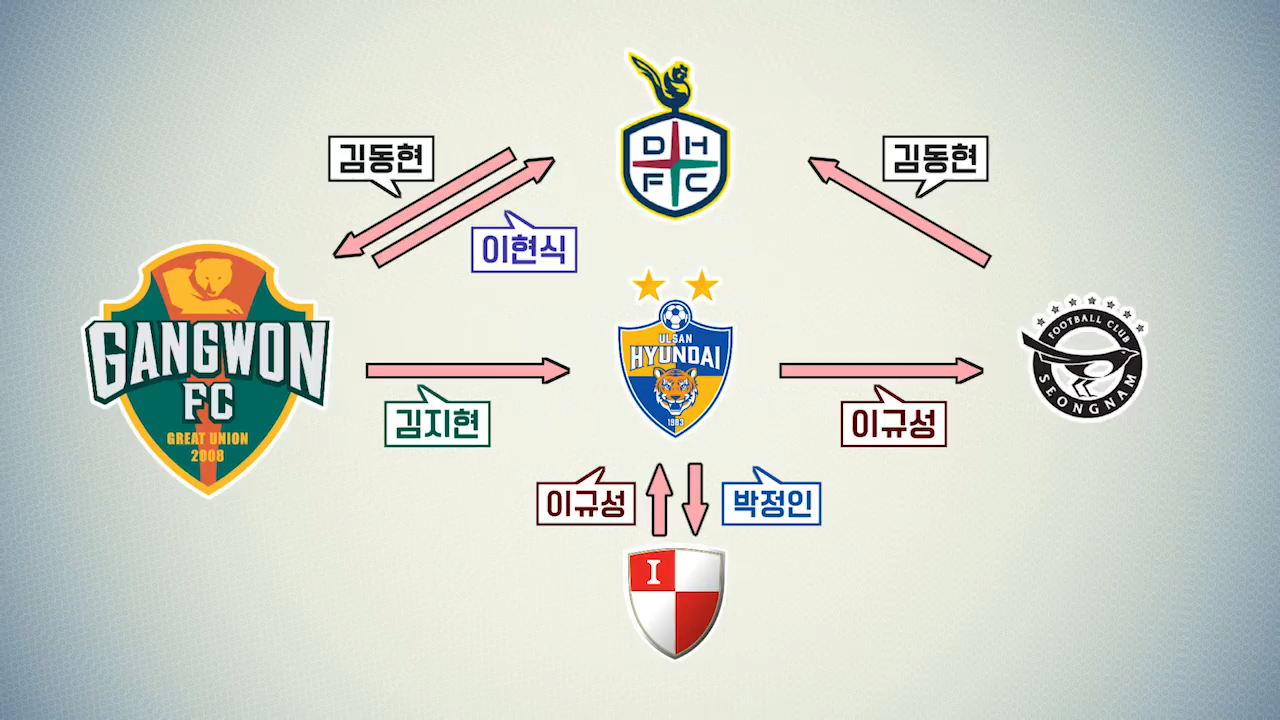 D H
F C
김동현
김동현
이현식
GANGWON
FC
GREAT UNION
2008
ULSAN
HYUNDAI
1983
FOOTBALL CLUB
SEONGNAM
김지현
이규성
이규성
박정인
I